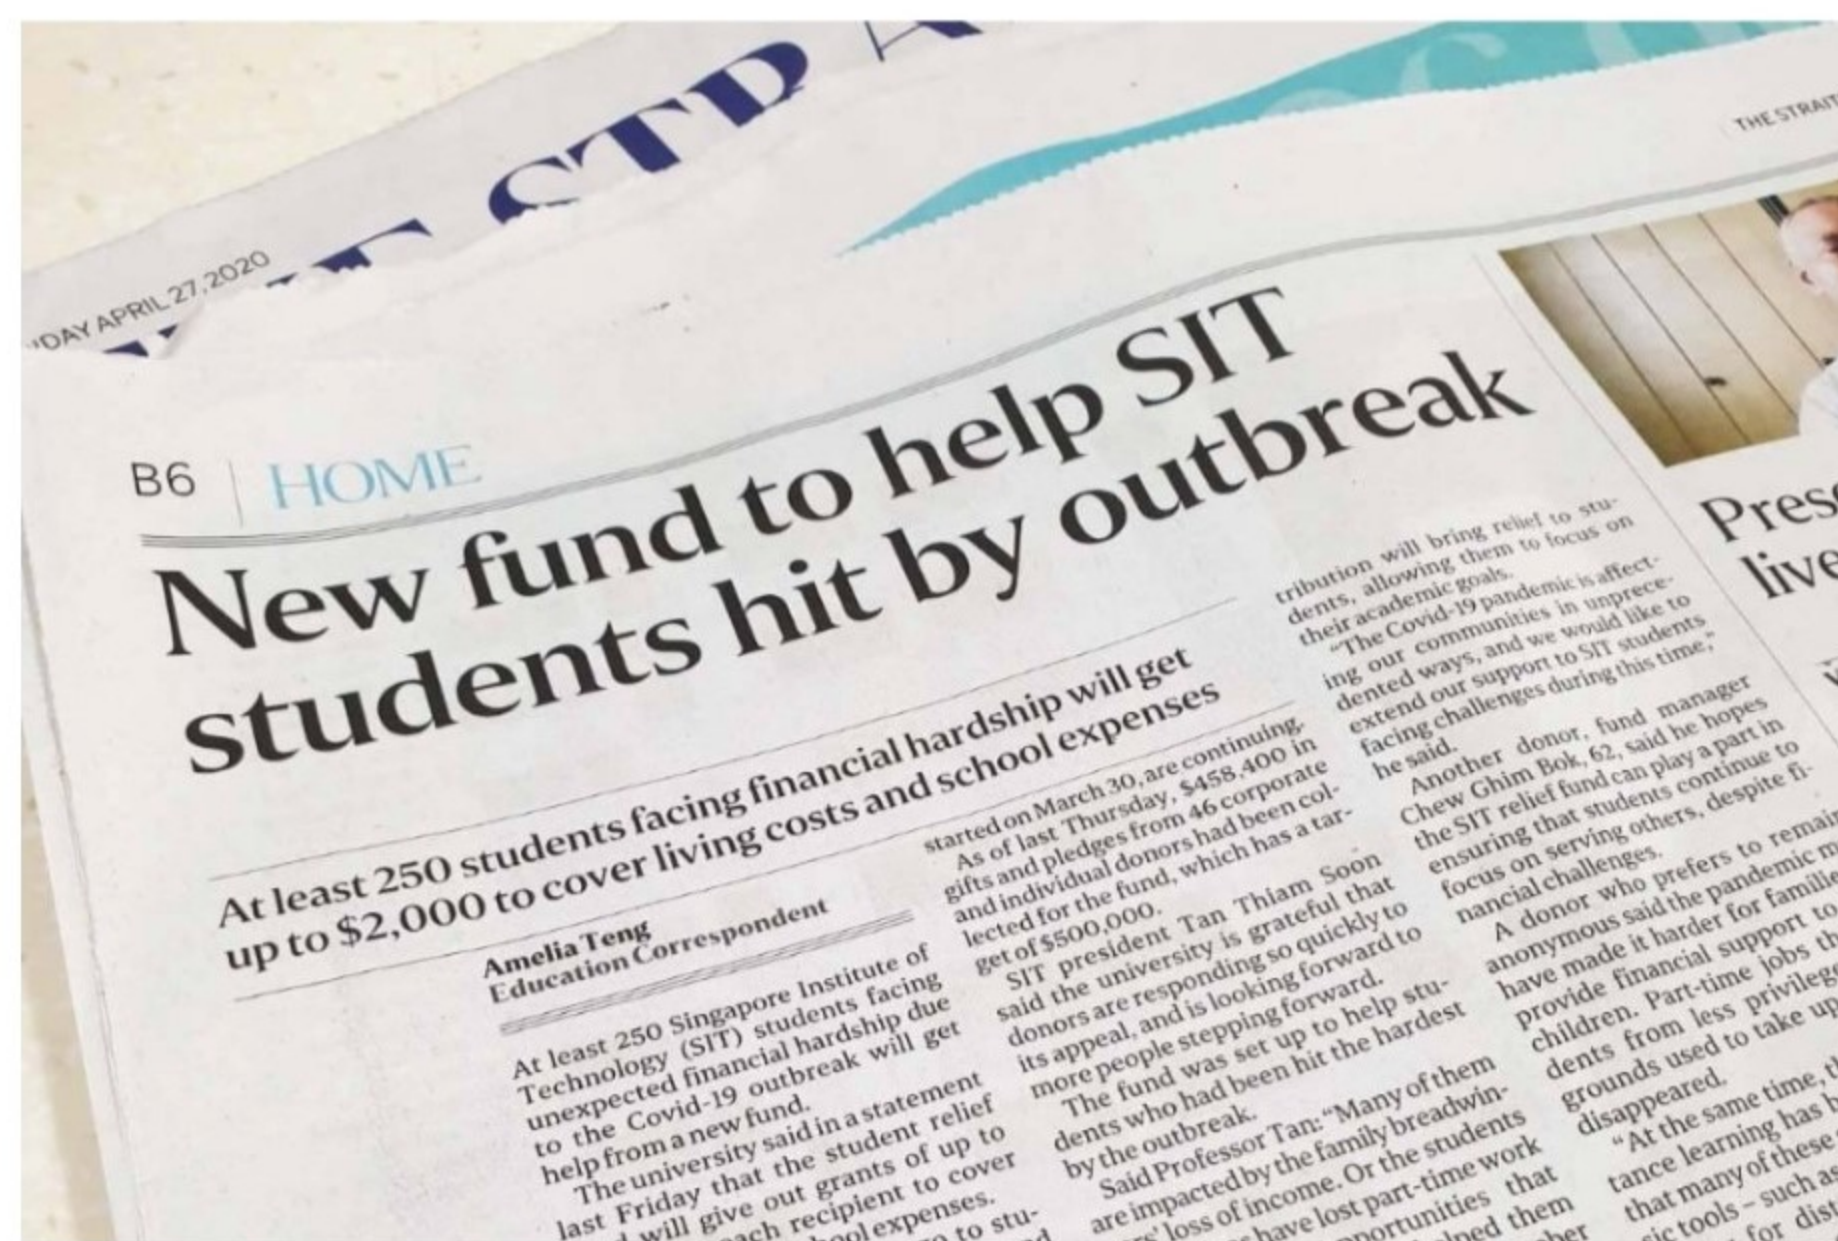 THE STRA
APRIL 27, 2020
B6 | HOME
New fund to help SIT
students hit by outbreak
At least 250 students facing financial hardship will get
up to $2,000 to cover living costs and school expenses
Amelia Teng
Education Correspondent
At least 250 Singapore Institute of
Technology (SIT) students facing
unexpected financial hardship due
to the Covid-19 outbreak will get
help from a new fund.
The university said in a statement
last Friday that the student relief
will give out grants of up to
recipient to cover
expenses.
to stu-
started on March 30, are continuing.
As of last Thursday, $458,400 in
gifts and pledges from 46 corporate
and individual donors had been col-
lected for the fund, which has a tar-
get of $500,000.
SIT president Tan Thiam Soon
said the university is grateful that
donors are responding so quickly to
its appeal, and is looking forward to
more people stepping forward.
The fund was set up to help stu-
dents who had been hit the hardest
by the outbreak.
Said Professor Tan: “Many of them
are impacted by the family breadwin-
loss of income. Or the students
have lost part-time work
that
them
tribution will bring relief to stu-
dents, allowing them to focus on
their academic goals.
“The Covid-19 pandemic is affect-
ing our communities in unprece-
dented ways, and we would like to
extend our support to SIT students
facing challenges during this time,”
he said.
Another donor, fund manager
Chew Ghim Bok, 62, said he hopes
the SIT relief fund can play a part in
ensuring that students continue to
focus on serving others, despite fi-
nancial challenges.
A donor who prefers to remain
anonymous said the pandemic
have made it harder for
provide financial support to
children. Part-time jobs
dents from less
grounds used to take up
disappeared.
“At the same time,
tance learning has
that many of these
tools – such as
for
THE STRAIT
Pres
live